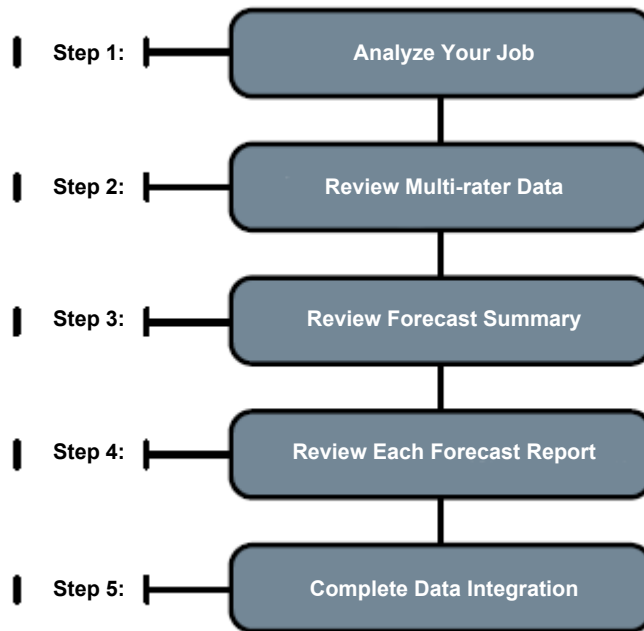 Step 1: Analyze Your Job
Step 2: Review Multi-rater Data
Step 3: Review Forecast Summary
Step 4: Review Each Forecast Report
Step 5: Complete Data Integration